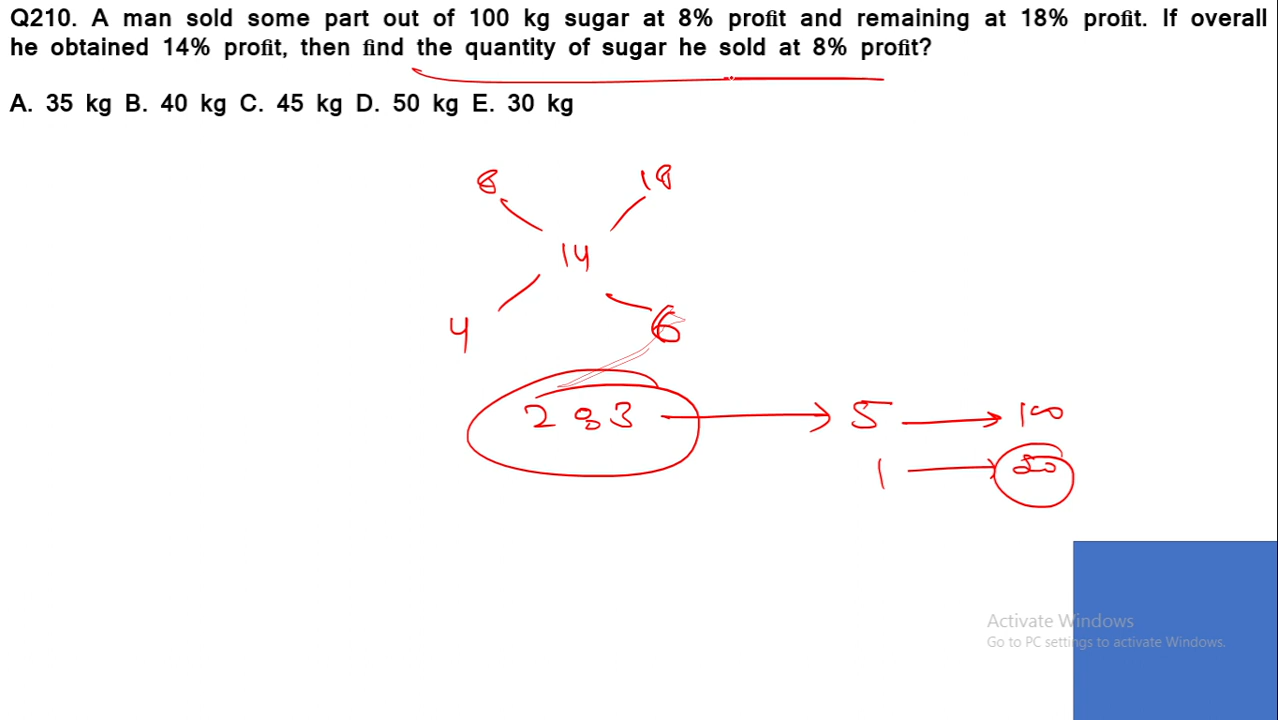 Q210. A man sold some part out of 100 kg sugar at 8% profit and remaining at 18% profit. If overall
he obtained 14% profit, then find the quantity of sugar he sold at 8% profit?
A. 35 kg B. 40 kg C. 45 kg D. 50 kg E. 30 kg
8 18
14
4 6
2 : 3 5 100
1 20
Activate Windows
Go to PC settings to activate Windows.